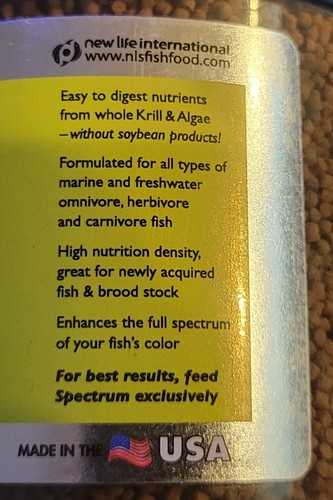 new life international
www.nlsfishfood.com
Easy to digest nutrients
from whole Krill & Algae
– without soybean products!
Formulated for all types of
marine and freshwater
omnivore, herbivore
and carnivore fish
High nutrition density,
great for newly acquired
fish & brood stock
Enhances the full spectrum
of your fish's color
For best results, feed
Spectrum exclusively
MADE IN THE USA